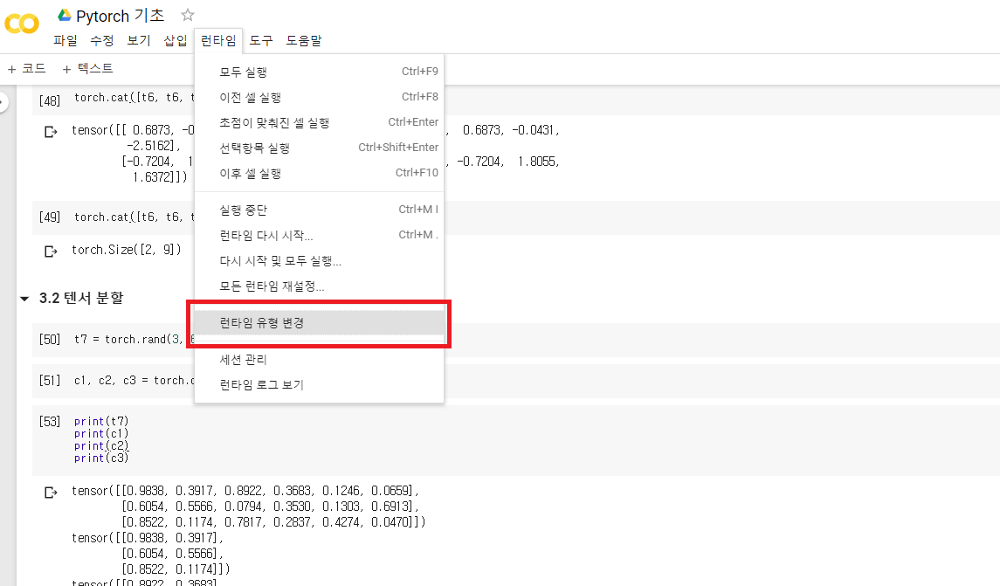 Pytorch 기초
파일 수정 보기 삽입 런타임 도구 도움말
+ 코드 + 텍스트
모두 실행 Ctrl+F9
이전 셀 실행 Ctrl+F8
초점이 맞춰진 셀 실행 Ctrl+Enter
선택항목 실행 Ctrl+Shift+Enter
이후 셀 실행 Ctrl+F10
실행 중단 Ctrl+M I
런타임 다시 시작... Ctrl+M .
다시 시작 및 모두 실행...
모든 런타임 재설정...
런타임 유형 변경
세션 관리
런타임 로그 보기
[48] torch.cat([t6, t6, t
tensor([[ 0.6873, -0 , 0.6873, -0.0431,
-2.5162],
[-0.7204, 1 , -0.7204, 1.8055,
1.6372]])
[49] torch.cat([t6, t6, t
torch.Size([2, 9])
3.2 텐서 분할
[50] t7 = torch.rand(3,
[51] c1, c2, c3 = torch.c
[53] print(t7)
print(c1)
print(c2)
print(c3)
tensor([[0.9838, 0.3917, 0.8922, 0.3683, 0.1246, 0.0659],
[0.6054, 0.5566, 0.0794, 0.3530, 0.1303, 0.6913],
[0.8522, 0.1174, 0.7817, 0.2837, 0.4274, 0.0470]])
tensor([[0.9838, 0.3917],
[0.6054, 0.5566],
[0.8522, 0.1174]])
tensor([[0.8922, 0.3683],